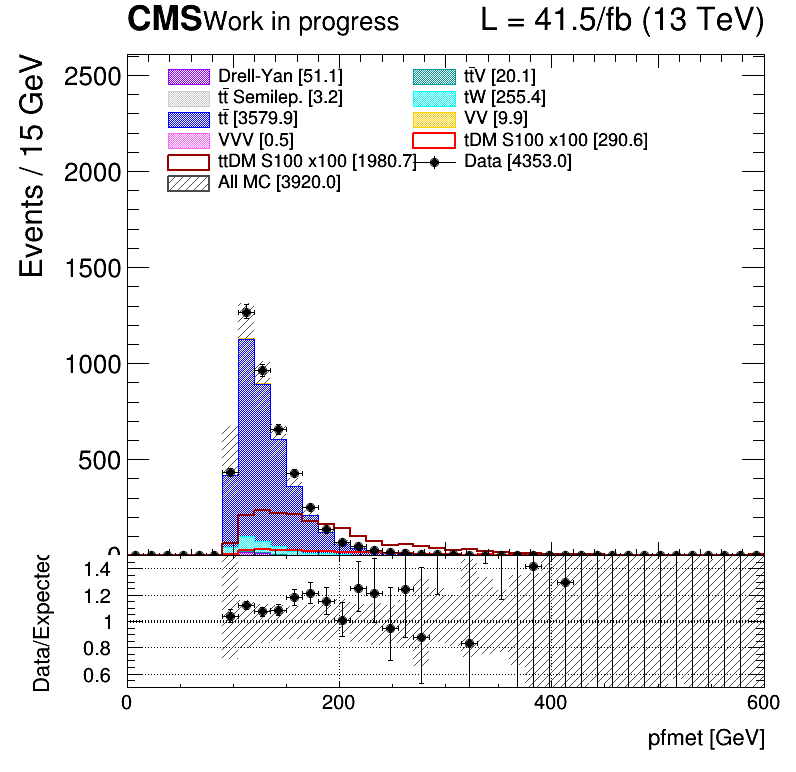 CMS Work in progress L = 41.5/fb (13 TeV)
Events / 15 GeV
2500
2000
1500
1000
500
0
Drell-Yan [51.1]
tt̄ Semilep. [3.2]
tt̄ [3579.9]
VVV [0.5]
ttDM S100 x100 [1980.7]
All MC [3920.0]
tt̄V [20.1]
tW [255.4]
VV [9.9]
tDM S100 x100 [290.6]
Data [4353.0]
Data/Expected
1.4
1.2
1
0.8
0.6
0 200 400 600
pfmet [GeV]